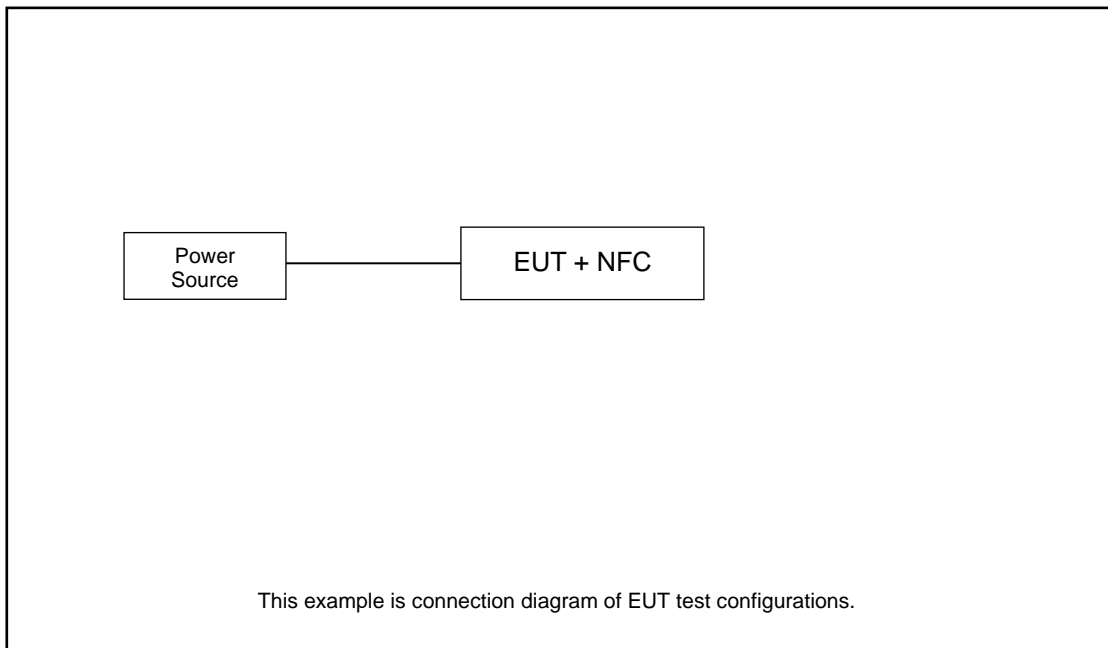 Power
Source
EUT + NFC
This example is connection diagram of EUT test configurations.